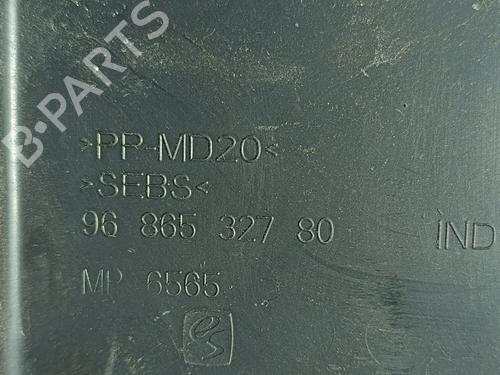 B-PARTS
>PP-MD20<
>SEBS<
96 865 327 80 IND
MP 6565